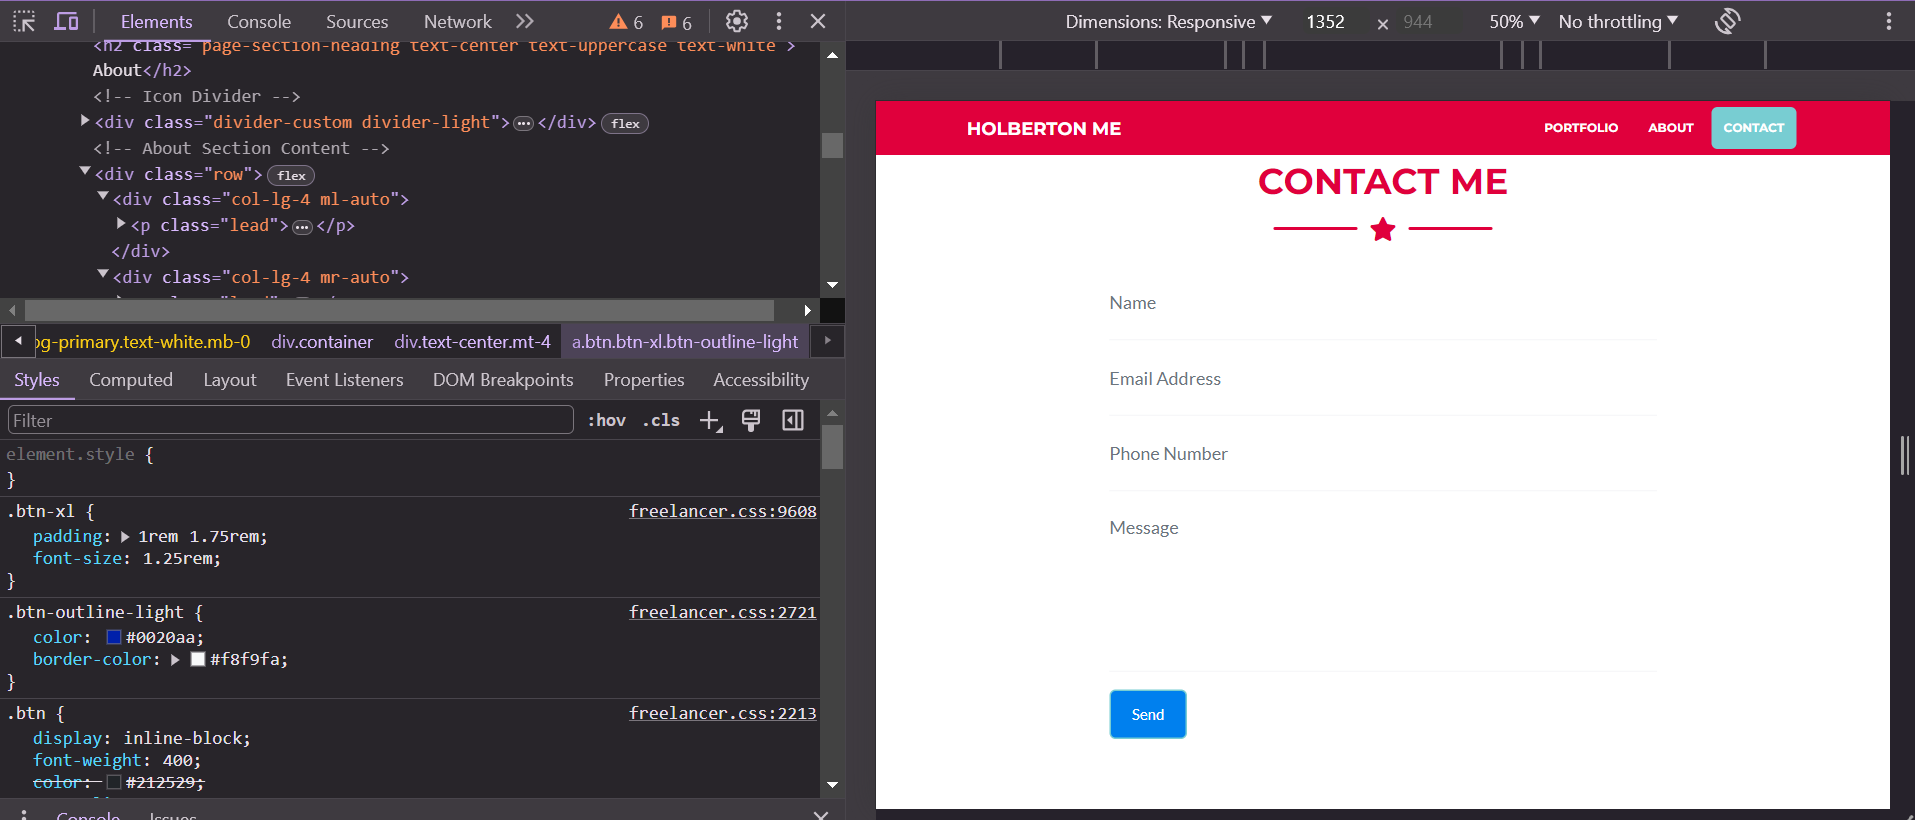 Elements Console Sources Network 6 6
Dimensions: Responsive 1352 × 944 50% No throttling
<h2 class="page-section-heading text-center text-uppercase text-white">
About</h2>
<!-- Icon Divider -->
<div class="divider-custom divider-light">…</div> flex
<!-- About Section Content -->
<div class="row"> flex
<div class="col-lg-4 ml-auto">
<p class="lead">…</p>
</div>
<div class="col-lg-4 mr-auto">
bg-primary.text-white.mb-0 div.container div.text-center.mt-4 a.btn.btn-xl.btn-outline-light
Styles Computed Layout Event Listeners DOM Breakpoints Properties Accessibility
Filter :hov .cls
element.style {
}
.btn-xl { freelancer.css:9608
padding: 1rem 1.75rem;
font-size: 1.25rem;
}
.btn-outline-light { freelancer.css:2721
color: #0020aa;
border-color: #f8f9fa;
}
.btn { freelancer.css:2213
display: inline-block;
font-weight: 400;
color: #212529;
Console Issues
HOLBERTON ME PORTFOLIO ABOUT CONTACT
CONTACT ME
Name
Email Address
Phone Number
Message
Send